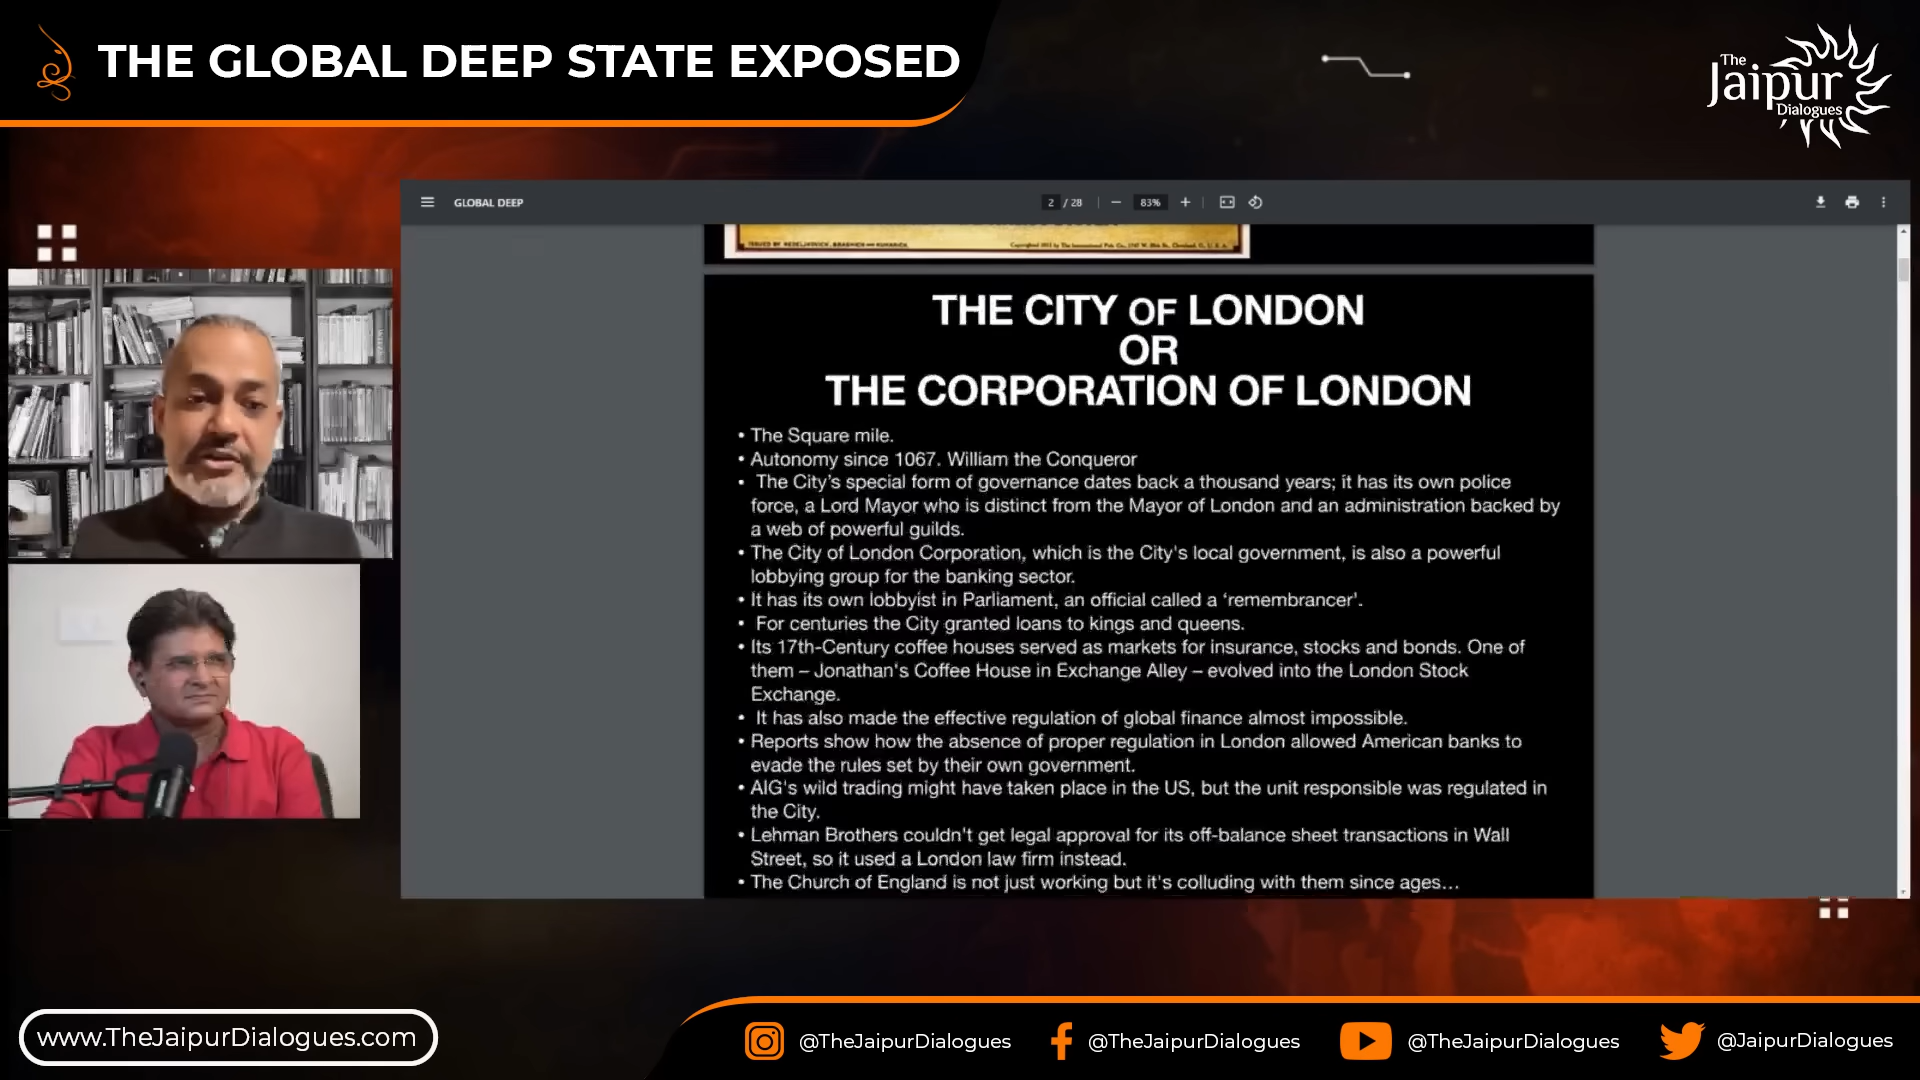 THE GLOBAL DEEP STATE EXPOSED
The
Jaipur
Dialogues
GLOBAL DEEP
2 / 28
83%
THE CITY OF LONDON
OR
THE CORPORATION OF LONDON
• The Square mile.
• Autonomy since 1067. William the Conqueror
• The City's special form of governance dates back a thousand years; it has its own police
force, a Lord Mayor who is distinct from the Mayor of London and an administration backed by
a web of powerful guilds.
• The City of London Corporation, which is the City's local government, is also a powerful
lobbying group for the banking sector.
• It has its own lobbyist in Parliament, an official called a ‘remembrancer'.
• For centuries the City granted loans to kings and queens.
• Its 17th-Century coffee houses served as markets for insurance, stocks and bonds. One of
them – Jonathan's Coffee House in Exchange Alley – evolved into the London Stock
Exchange.
• It has also made the effective regulation of global finance almost impossible.
• Reports show how the absence of proper regulation in London allowed American banks to
evade the rules set by their own government.
• AIG's wild trading might have taken place in the US, but the unit responsible was regulated in
the City.
• Lehman Brothers couldn't get legal approval for its off-balance sheet transactions in Wall
Street, so it used a London law firm instead.
• The Church of England is not just working but it's colluding with them since ages...
www.TheJaipurDialogues.com
@TheJaipurDialogues
@TheJaipurDialogues
@TheJaipurDialogues
@JaipurDialogues